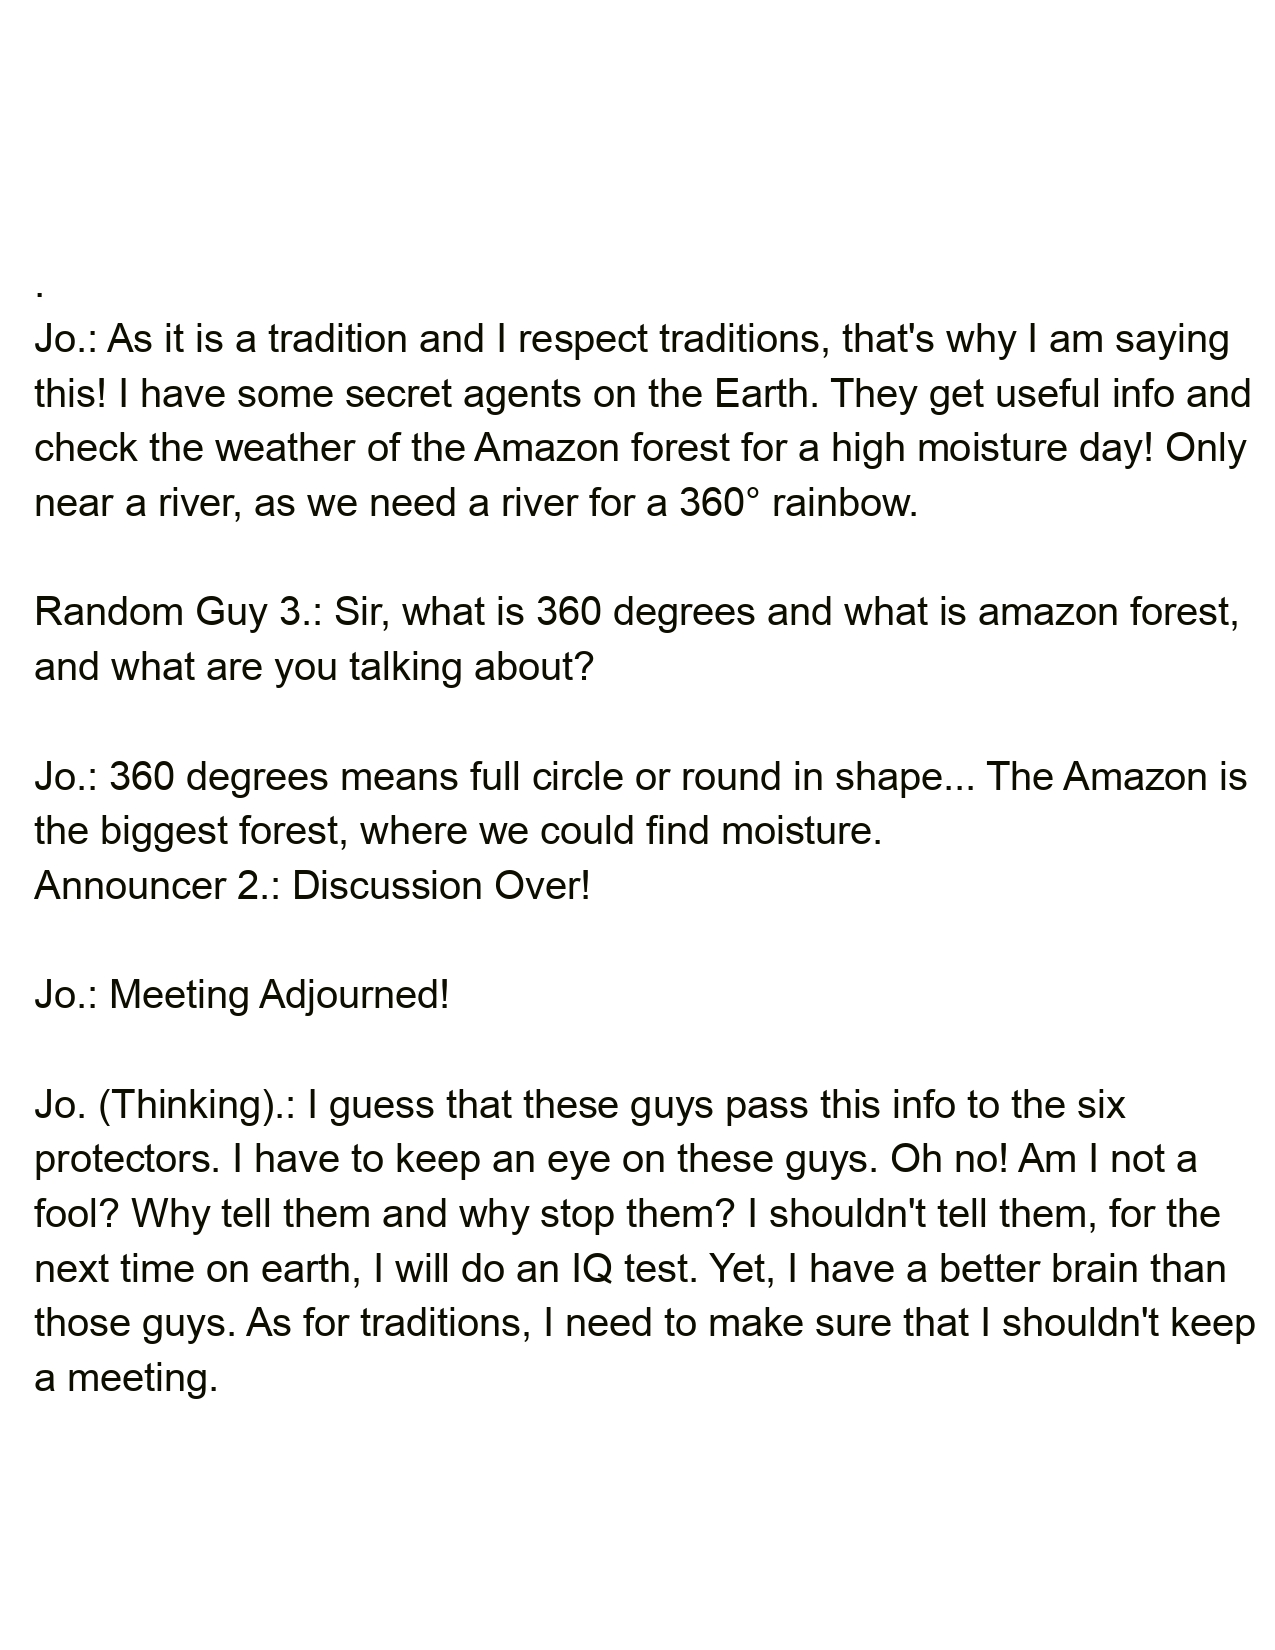 .
Jo.: As it is a tradition and I respect traditions, that's why I am saying
this! I have some secret agents on the Earth. They get useful info and
check the weather of the Amazon forest for a high moisture day! Only
near a river, as we need a river for a 360° rainbow.
Random Guy 3.: Sir, what is 360 degrees and what is amazon forest,
and what are you talking about?
Jo.: 360 degrees means full circle or round in shape... The Amazon is
the biggest forest, where we could find moisture.
Announcer 2.: Discussion Over!
Jo.: Meeting Adjourned!
Jo. (Thinking).: I guess that these guys pass this info to the six
protectors. I have to keep an eye on these guys. Oh no! Am I not a
fool? Why tell them and why stop them? I shouldn't tell them, for the
next time on earth, I will do an IQ test. Yet, I have a better brain than
those guys. As for traditions, I need to make sure that I shouldn't keep
a meeting.